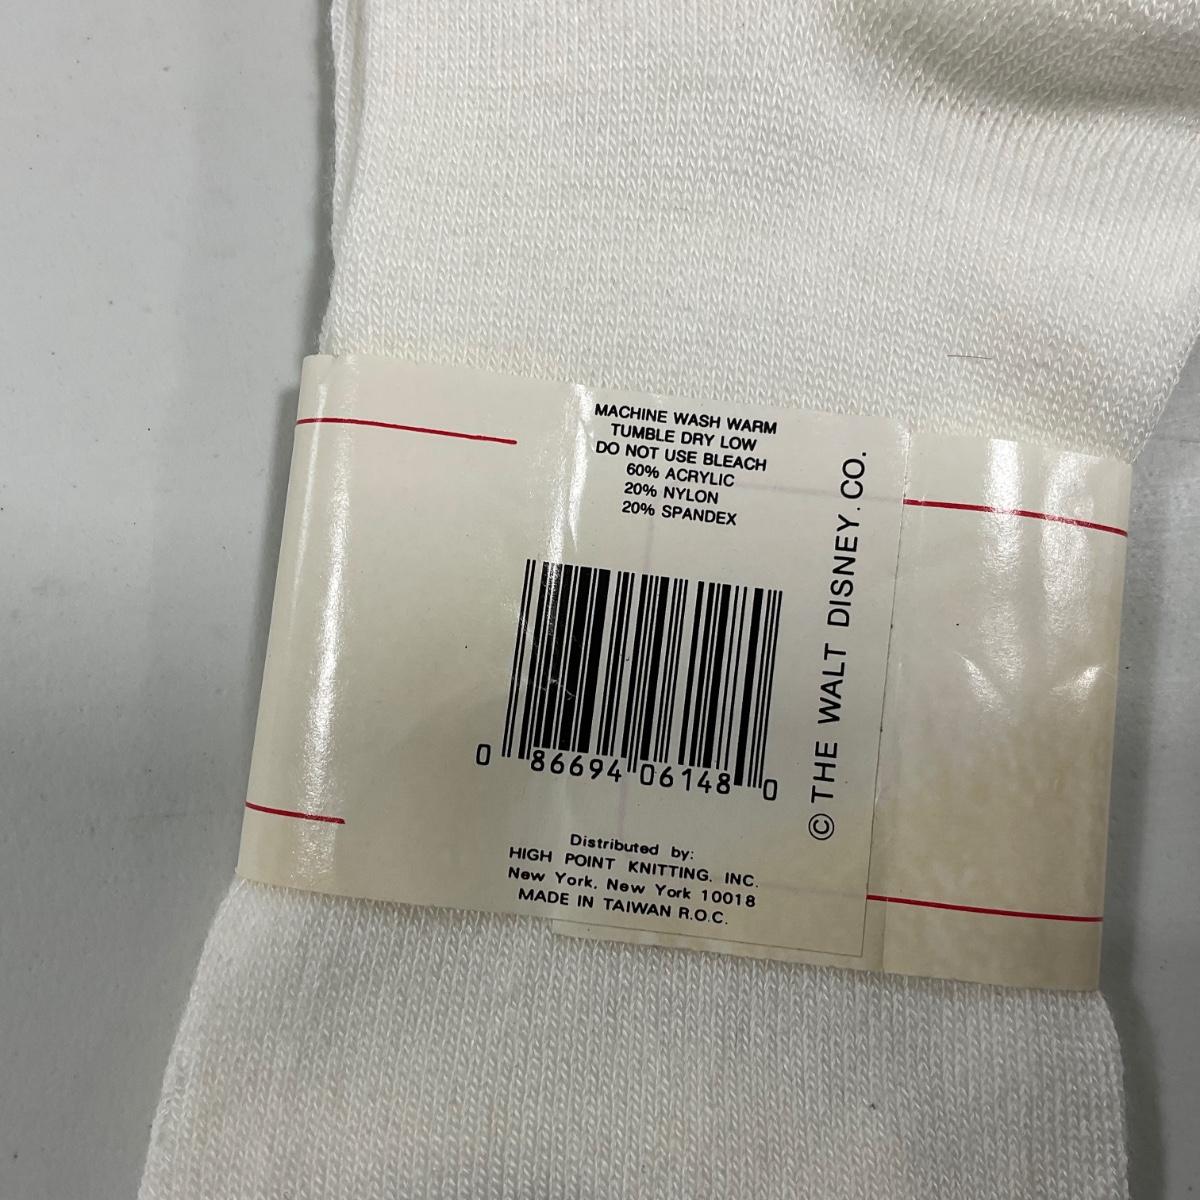 MACHINE WASH WARM
TUMBLE DRY LOW
DO NOT USE BLEACH
60% ACRYLIC
20% NYLON
20% SPANDEX
© THE WALT DISNEY. CO.
0 86694 06148 0
Distributed by:
HIGH POINT KNITTING. INC.
New York. New York 10018
MADE IN TAIWAN R.O.C.